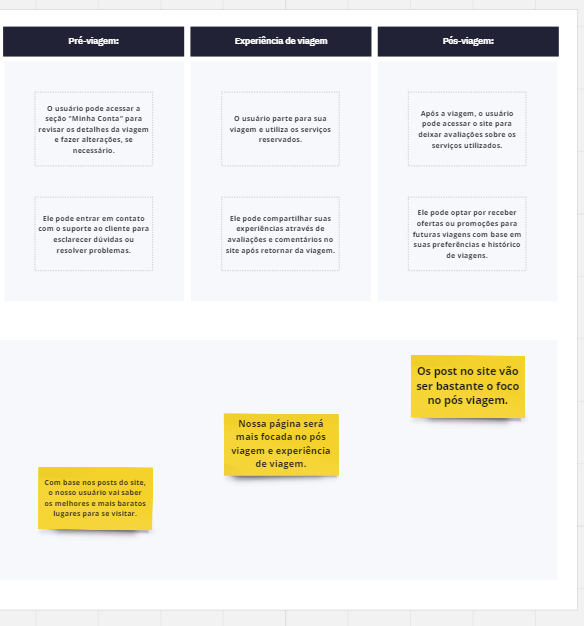 Pré-viagem:
Experiência de viagem
Pós-viagem:
O usuário pode acessar a
seção "Minha Conta" para
revisar os detalhes da viagem
e fazer alterações, se
necessário.
O usuário parte para sua
viagem e utiliza os serviços
reservados.
Após a viagem, o usuário
pode acessar o site para
deixar avaliações sobre os
serviços utilizados.
Ele pode entrar em contato
com o suporte ao cliente para
esclarecer dúvidas ou
resolver problemas.
Ele pode compartilhar suas
experiências através de
avaliações e comentários no
site após retornar da viagem.
Ele pode optar por receber
ofertas ou promoções para
futuras viagens com base em
suas preferências e histórico
de viagens.
Os post no site vão
ser bastante o foco
no pós viagem.
Nossa página será
mais focada no pós
viagem e experiência
de viagem.
Com base nos posts do site,
o nosso usuário vai saber
os melhores e mais baratos
lugares para se visitar.